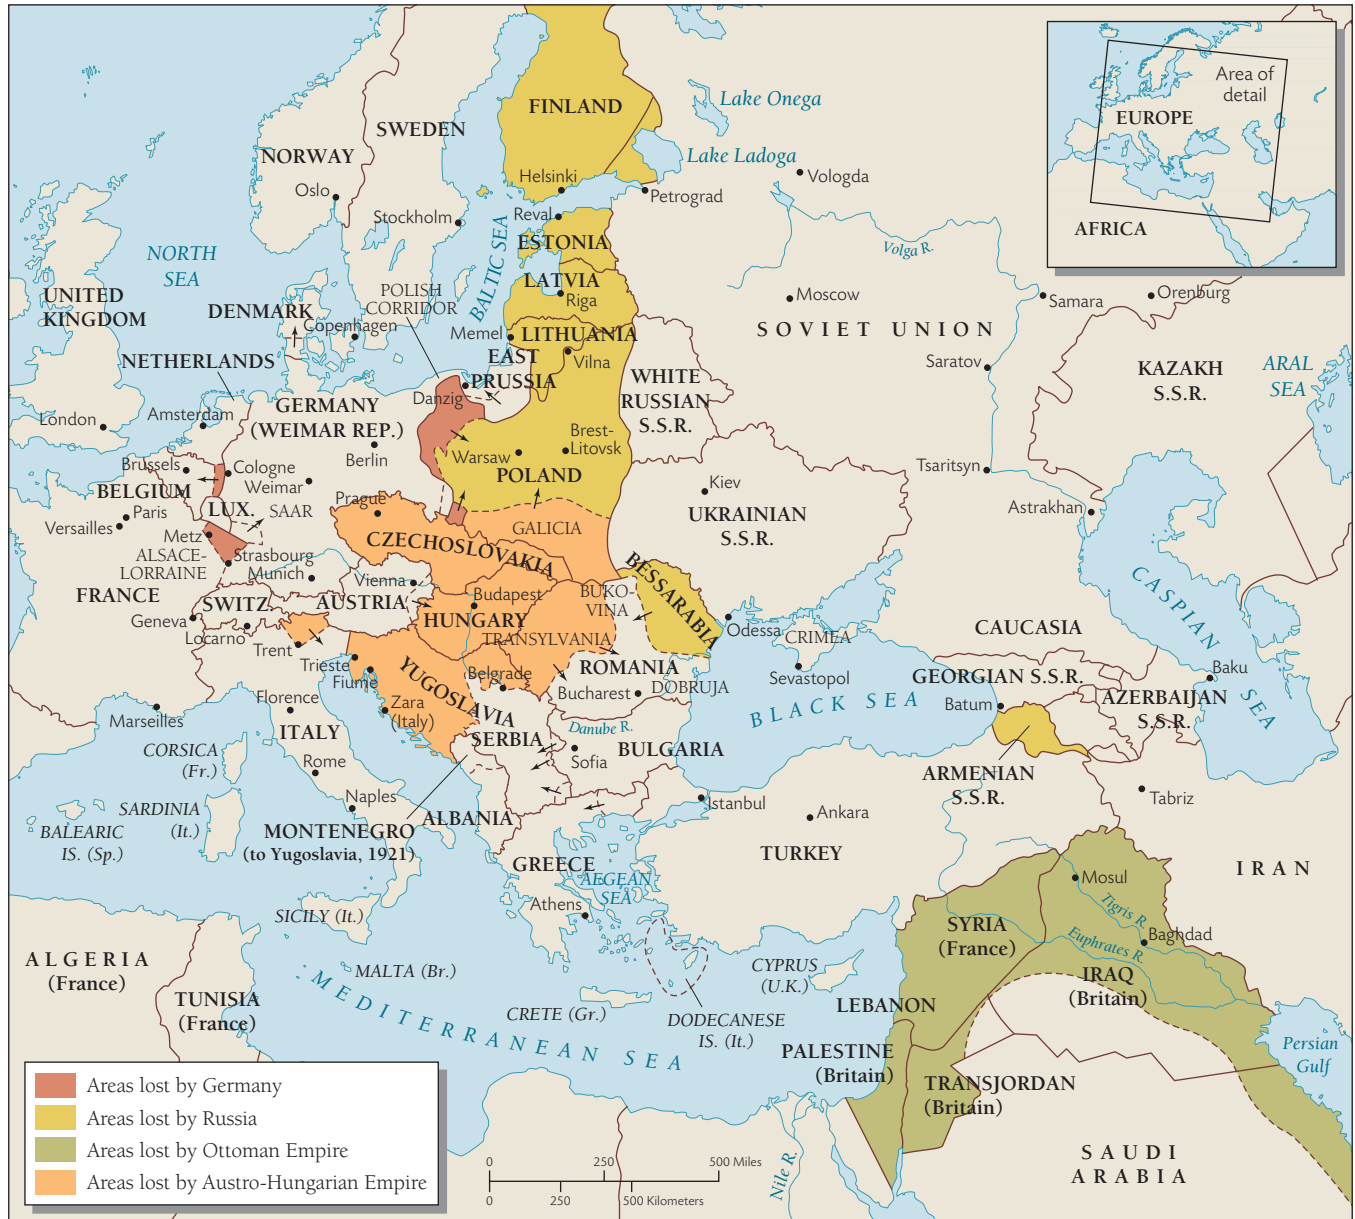 FINLAND
Lake Onega
Lake Ladoga
SWEDEN
NORWAY
Oslo
Helsinki
Petrograd
Vologda
Stockholm
Reval
ESTONIA
BALTIC SEA
Volga R.
NORTH
SEA
LATVIA
Riga
Moscow
Samara
Orenburg
UNITED
KINGDOM
DENMARK
Copenhagen
POLISH
CORRIDOR
Memel
LITHUANIA
Vilna
SOVIET UNION
Saratov
KAZAKH
S.S.R.
ARAL
SEA
NETHERLANDS
EAST
PRUSSIA
Danzig
WHITE
RUSSIAN
S.S.R.
London
Amsterdam
GERMANY
(WEIMAR REP.)
Berlin
Brest-
Litovsk
Warsaw
POLAND
Tsaritsyn
Brussels
BELGIUM
Cologne
Weimar
LUX.
SAAR
Prague
Kiev
UKRAINIAN
S.S.R.
Astrakhan
Paris
Versailles
Metz
ALSACE-
LORRAINE
Strasbourg
Munich
GALICIA
CZECHOSLOVAKIA
Vienna
FRANCE
SWITZ.
AUSTRIA
Budapest
HUNGARY
BUKO-
VINA
BESSARABIA
Odessa
CRIMEA
CASPIAN SEA
Geneva
Locarno
Trent
TRANSYLVANIA
ROMANIA
Sevastopol
CAUCASIA
GEORGIAN S.S.R.
Baku
Trieste
Fiume
YUGOSLAVIA
Belgrade
Bucharest
DOBRUJA
BLACK SEA
Batum
AZERBAIJAN
S.S.R.
Marseilles
Florence
ITALY
Zara
(Italy)
SERBIA
Danube R.
Sofia
BULGARIA
CORSICA
(Fr.)
Rome
ARMENIAN
S.S.R.
Tabriz
BALEARIC
IS. (Sp.)
SARDINIA
(It.)
Naples
MONTENEGRO
(to Yugoslavia, 1921)
ALBANIA
Istanbul
Ankara
TURKEY
IRAN
GREECE
AEGEAN
SEA
Athens
Mosul
Tigris R.
Baghdad
Euphrates R.
SICILY (It.)
SYRIA
(France)
IRAQ
(Britain)
ALGERIA
(France)
TUNISIA
(France)
MALTA (Br.)
MEDITERRANEAN SEA
CRETE (Gr.)
DODECANESE
IS. (It.)
CYPRUS
(U.K.)
LEBANON
PALESTINE
(Britain)
TRANSJORDAN
(Britain)
Persian
Gulf
SAUDI
ARABIA
Nile R.
Area of
detail
EUROPE
AFRICA
Areas lost by Germany
Areas lost by Russia
Areas lost by Ottoman Empire
Areas lost by Austro-Hungarian Empire
0 250 500 Miles
0 250 500 Kilometers